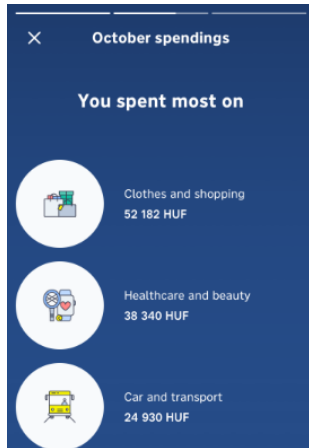 October spendings
You spent most on
Clothes and shopping
52 182 HUF
Healthcare and beauty
38 340 HUF
Car and transport
24 930 HUF